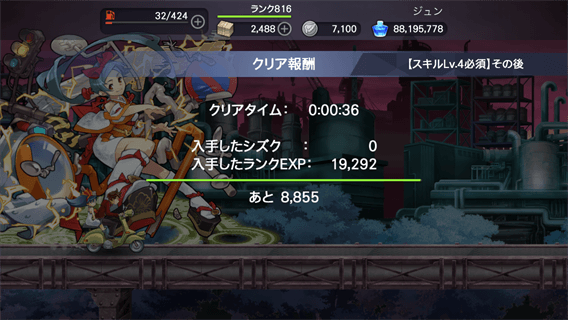 ランク816
ジュン
32/424
2,488
7,100
88,195,778
クリア報酬
【スキルLv.4必須】その後
クリアタイム： 0:00:36
入手したシズク ： 0
入手したランクEXP： 19,292
あと 8,855